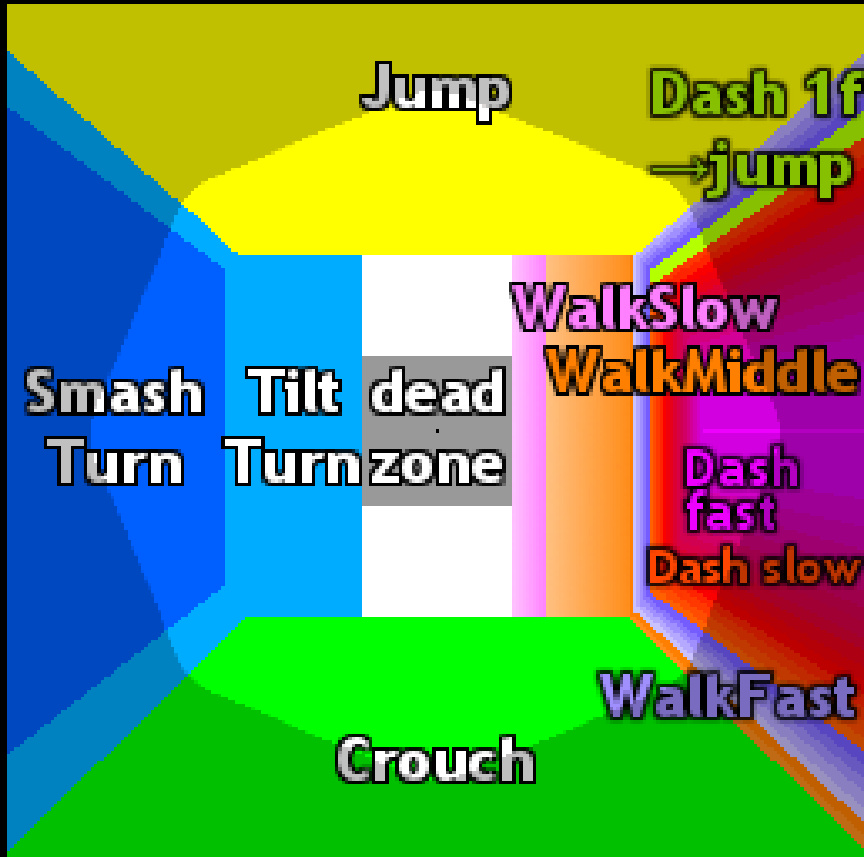 Jump
Dash 1f
→jump
WalkSlow
WalkMiddle
Smash
Turn
Tilt
Turn
dead
zone
Dash
fast
Dash slow
WalkFast
Crouch